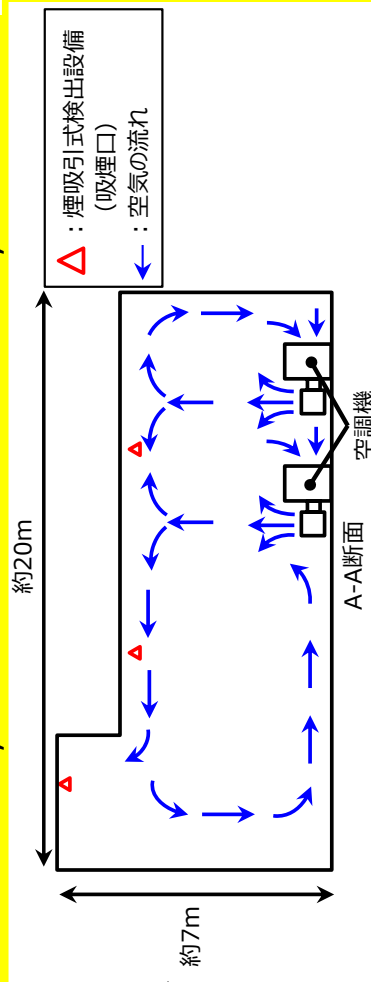 ：煙吸引式検出設備
（吸煙口）
：空気の流れ
約20m
約7m
空調機
A-A断面